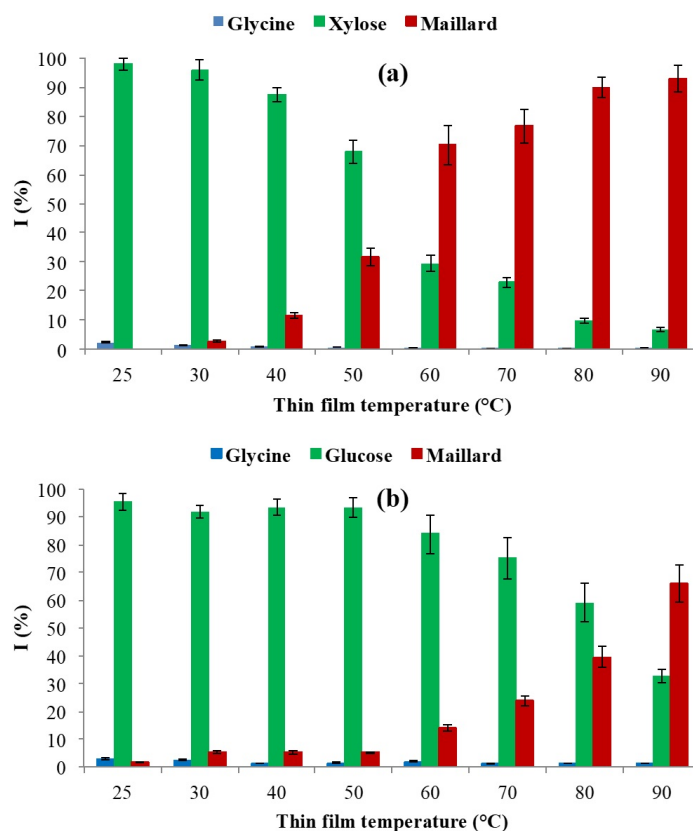 Glycine Xylose Maillard
(a)
100
90
80
70
60
50
40
30
20
10
0
I (%)
25 30 40 50 60 70 80 90
Thin film temperature (°C)
Glycine Glucose Maillard
(b)
100
90
80
70
60
50
40
30
20
10
0
I (%)
25 30 40 50 60 70 80 90
Thin film temperature (°C)